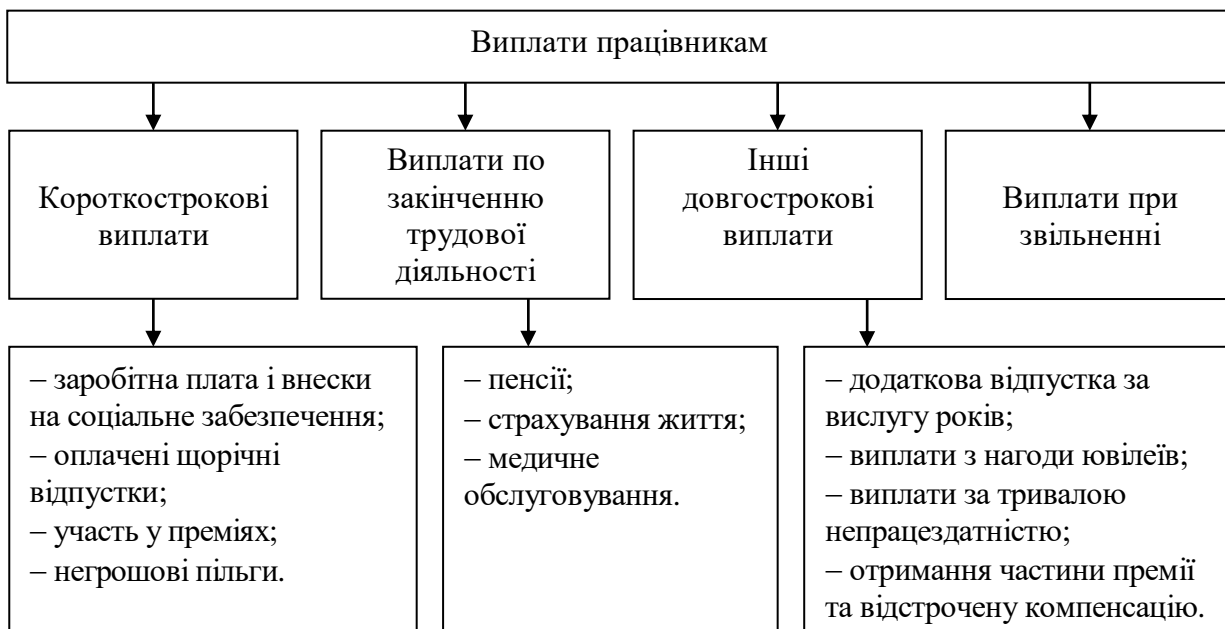 Виплати працівникам
Короткострокові
виплати
Виплати по
закінченню
трудової
діяльності
Інші
довгострокові
виплати
Виплати при
звільненні
– заробітна плата і внески
на соціальне забезпечення;
– оплачені щорічні
відпустки;
– участь у преміях;
– негрошові пільги.
– пенсії;
– страхування життя;
– медичне
обслуговування.
– додаткова відпустка за
вислугу років;
– виплати з нагоди ювілеїв;
– виплати за тривалою
непрацездатністю;
– отримання частини премії
та відстрочену компенсацію.